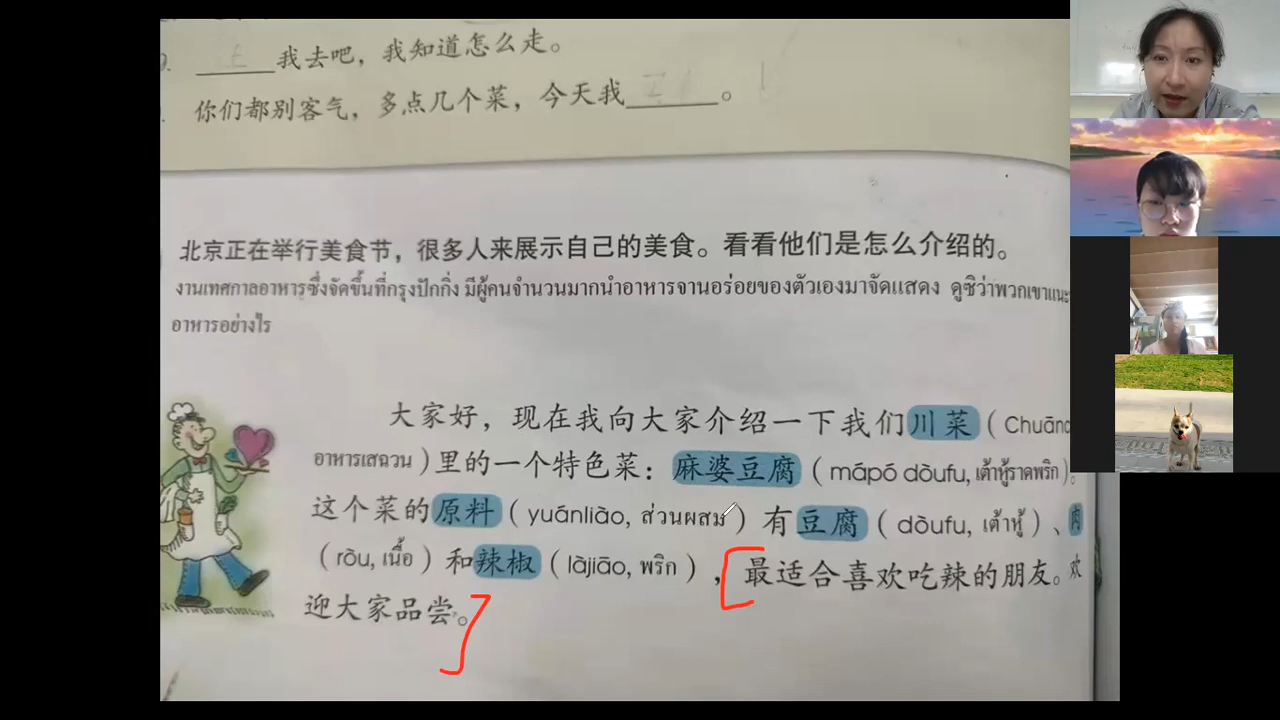 我去吧，我知道怎么走。
你们都别客气，多点几个菜，今天我______。
北京正在举行美食节，很多人来展示自己的美食。看看他们是怎么介绍的。
งานเทศกาลอาหารซึ่งจัดขึ้นที่กรุงปักกิ่ง มีผู้คนจำนวนมากนำอาหารจานอร่อยของตัวเองมาจัดแสดง ดูซิว่าพวกเขาแนะ
อาหารอย่างไร
大家好，现在我向大家介绍一下我们川菜（Chuānc
อาหารเสฉวน）里的一个特色菜：麻婆豆腐（mápó dòufu, เต้าหู้ราดพริก）。
这个菜的原料（yuánliào, ส่วนผสม）有豆腐（dòufu, เต้าหู้）、肉
（ròu, เนื้อ）和辣椒（làjiāo, พริก），最适合喜欢吃辣的朋友。欢
迎大家品尝。